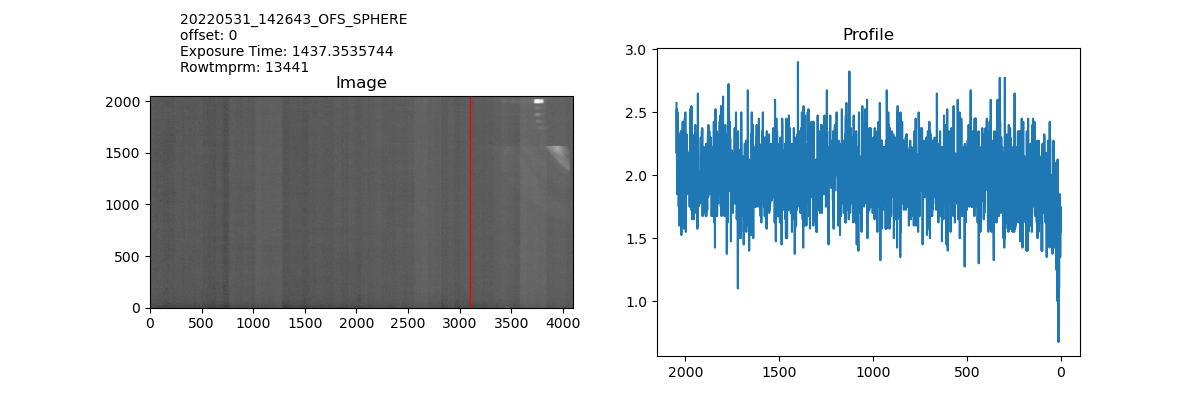 20220531_142643_OFS_SPHERE
offset: 0
Exposure Time: 1437.3535744
Rowtmprm: 13441
Image
2000
1500
1000
500
0
0 500 1000 1500 2000 2500 3000 3500 4000
Profile
3.0
2.5
2.0
1.5
1.0
2000 1500 1000 500 0